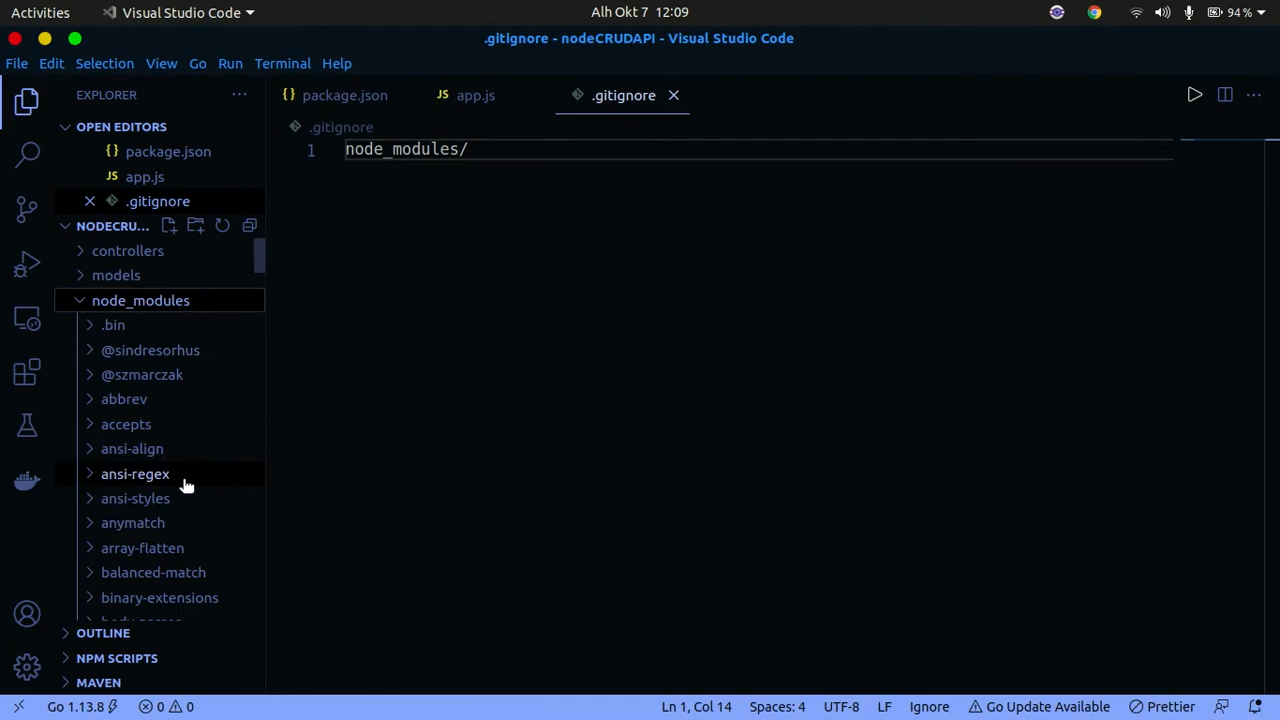 Activities Visual Studio Code Alh Okt 7 12:09 94 %
.gitignore - nodeCRUDAPI - Visual Studio Code
File Edit Selection View Go Run Terminal Help
EXPLORER
package.json app.js .gitignore
OPEN EDITORS
package.json
app.js
.gitignore
NODECRU...
controllers
models
node_modules
.bin
@sindresorhus
@szmarczak
abbrev
accepts
ansi-align
ansi-regex
ansi-styles
anymatch
array-flatten
balanced-match
binary-extensions
OUTLINE
NPM SCRIPTS
MAVEN
.gitignore
1 node_modules/
Go 1.13.8 0 0 Ln 1, Col 14 Spaces: 4 UTF-8 LF Ignore Go Update Available Prettier